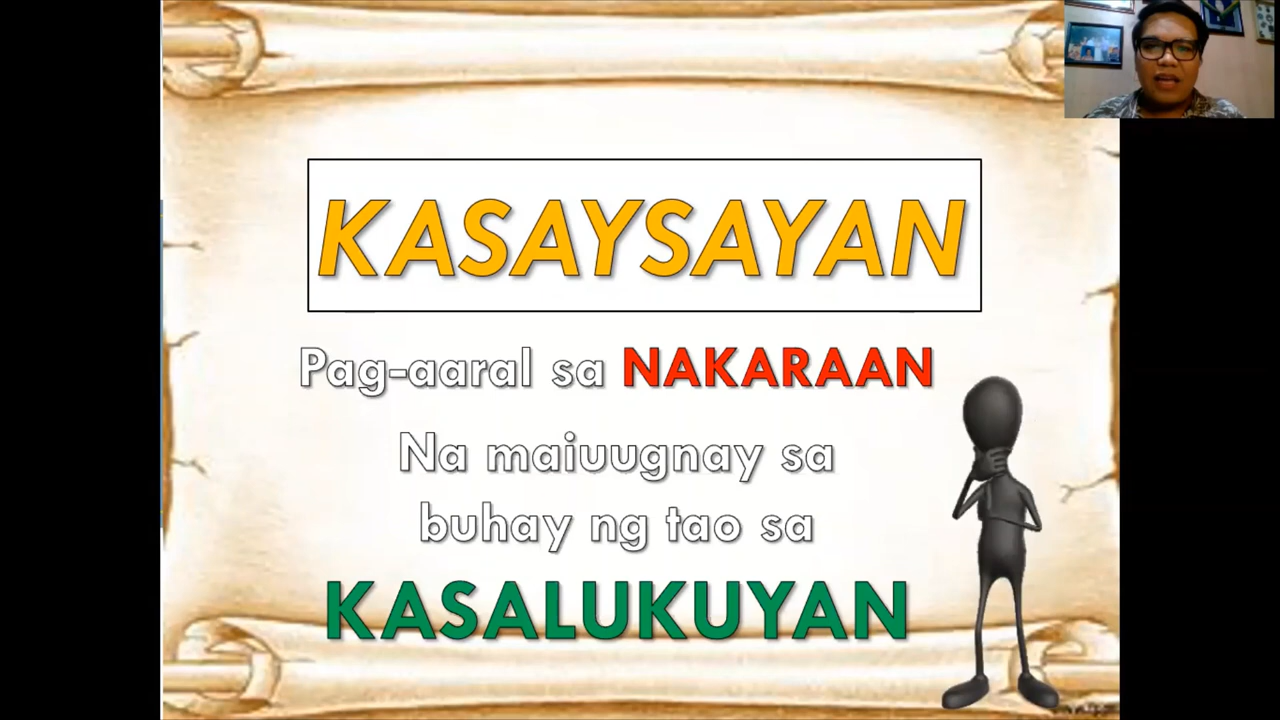 KASAYSAYAN
Pag-aaral sa NAKARAAN
Na maiuugnay sa
buhay ng tao sa
KASALUKUYAN